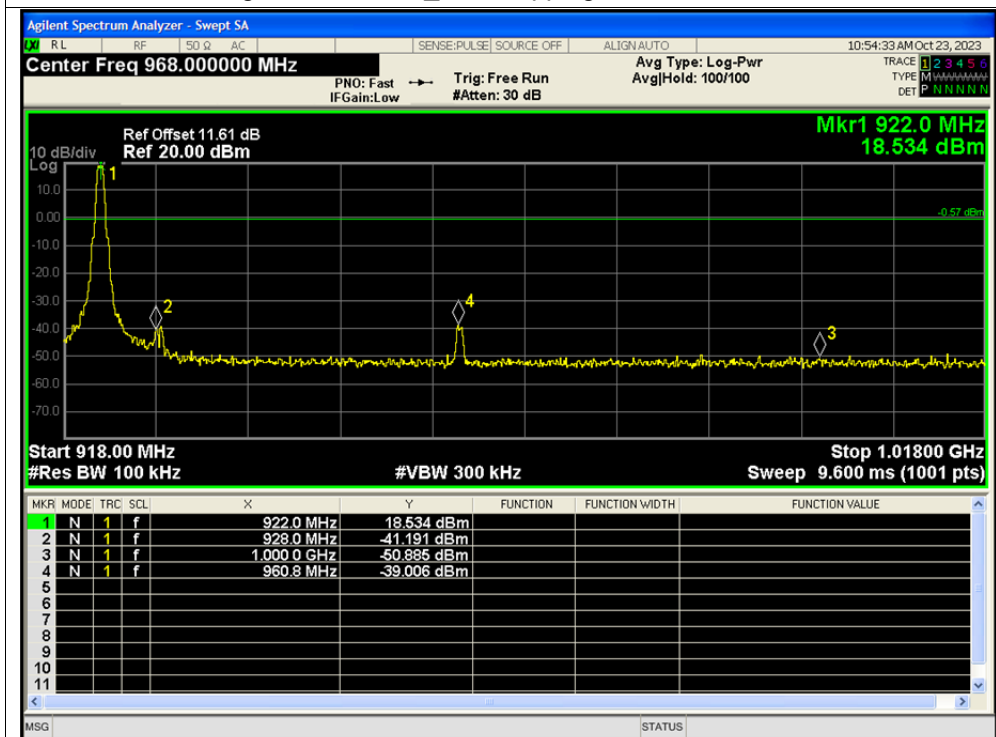 Agilent Spectrum Analyzer - Swept SA
LXI RL RF 50 Ω AC SENSE:PULSE SOURCE OFF ALIGN AUTO 10:54:33 AM Oct 23, 2023
Center Freq 968.000000 MHz Avg Type: Log-Pwr TRACE 1 2 3 4 5 6
PNO: Fast Trig: Free Run Avg|Hold: 100/100 TYPE M WWWWW
IFGain:Low #Atten: 30 dB DET P N N N N N
Mkr1 922.0 MHz
Ref Offset 11.61 dB
10 dB/div Ref 20.00 dBm 18.534 dBm
Log
1
10.0
0.00
-0.57 dBm
-10.0
-20.0
-30.0
2
4
-40.0
3
-50.0
-60.0
-70.0
Start 918.00 MHz Stop 1.01800 GHz
#Res BW 100 kHz #VBW 300 kHz Sweep 9.600 ms (1001 pts)
MKR MODE TRC SCL X Y FUNCTION FUNCTION WIDTH FUNCTION VALUE
1 N 1 f 922.0 MHz 18.534 dBm
2 N 1 f 928.0 MHz -41.191 dBm
3 N 1 f 1.000 0 GHz -50.885 dBm
4 N 1 f 960.8 MHz -39.006 dBm
5
6
7
8
9
10
11
MSG STATUS